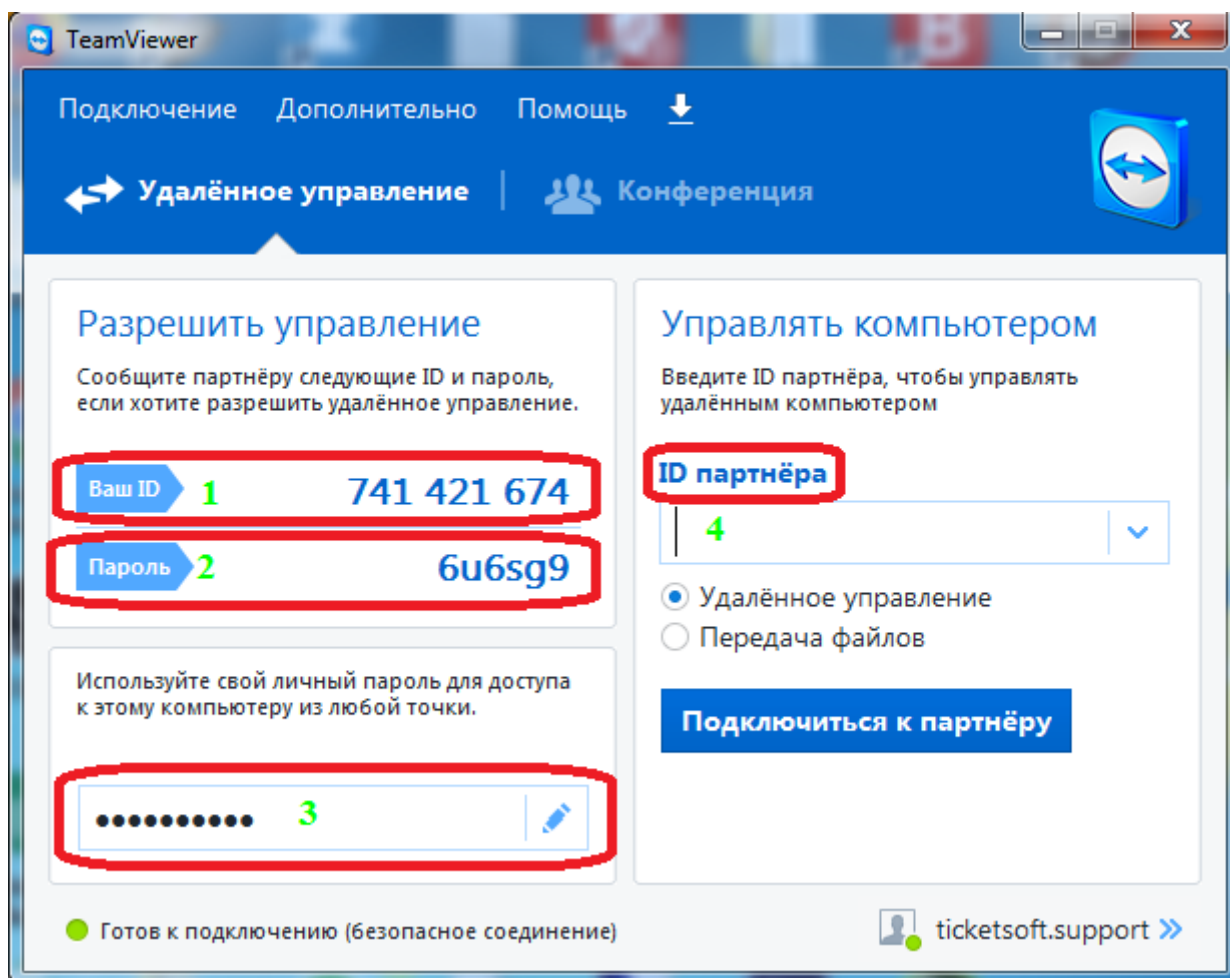 TeamViewer
Подключение Дополнительно Помощь
Удалённое управление Конференция
Разрешить управление
Сообщите партнёру следующие ID и пароль,
если хотите разрешить удалённое управление.
Ваш ID 1 741 421 674
Пароль 2 6u6sg9
Используйте свой личный пароль для доступа
к этому компьютеру из любой точки.
•••••••••• 3
Управлять компьютером
Введите ID партнёра, чтобы управлять
удалённым компьютером
ID партнёра
4
Удалённое управление
Передача файлов
Подключиться к партнёру
Готов к подключению (безопасное соединение)
ticketsoft.support